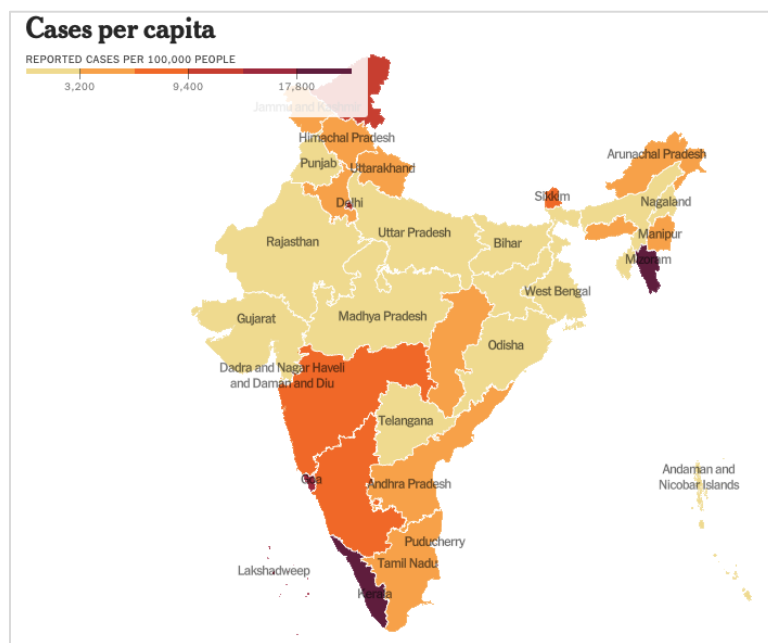 Cases per capita
REPORTED CASES PER 100,000 PEOPLE
3,200
9,400
17,800
Jammu and Kashmir
Himachal Pradesh
Punjab
Uttarakhand
Arunachal Pradesh
Sikkim
Delhi
Nagaland
Uttar Pradesh
Manipur
Rajasthan
Bihar
Mizoram
West Bengal
Gujarat
Madhya Pradesh
Odisha
Dadra and Nagar Haveli
and Daman and Diu
Telangana
Andaman and
Nicobar Islands
Goa
Andhra Pradesh
Puducherry
Tamil Nadu
Lakshadweep
Kerala